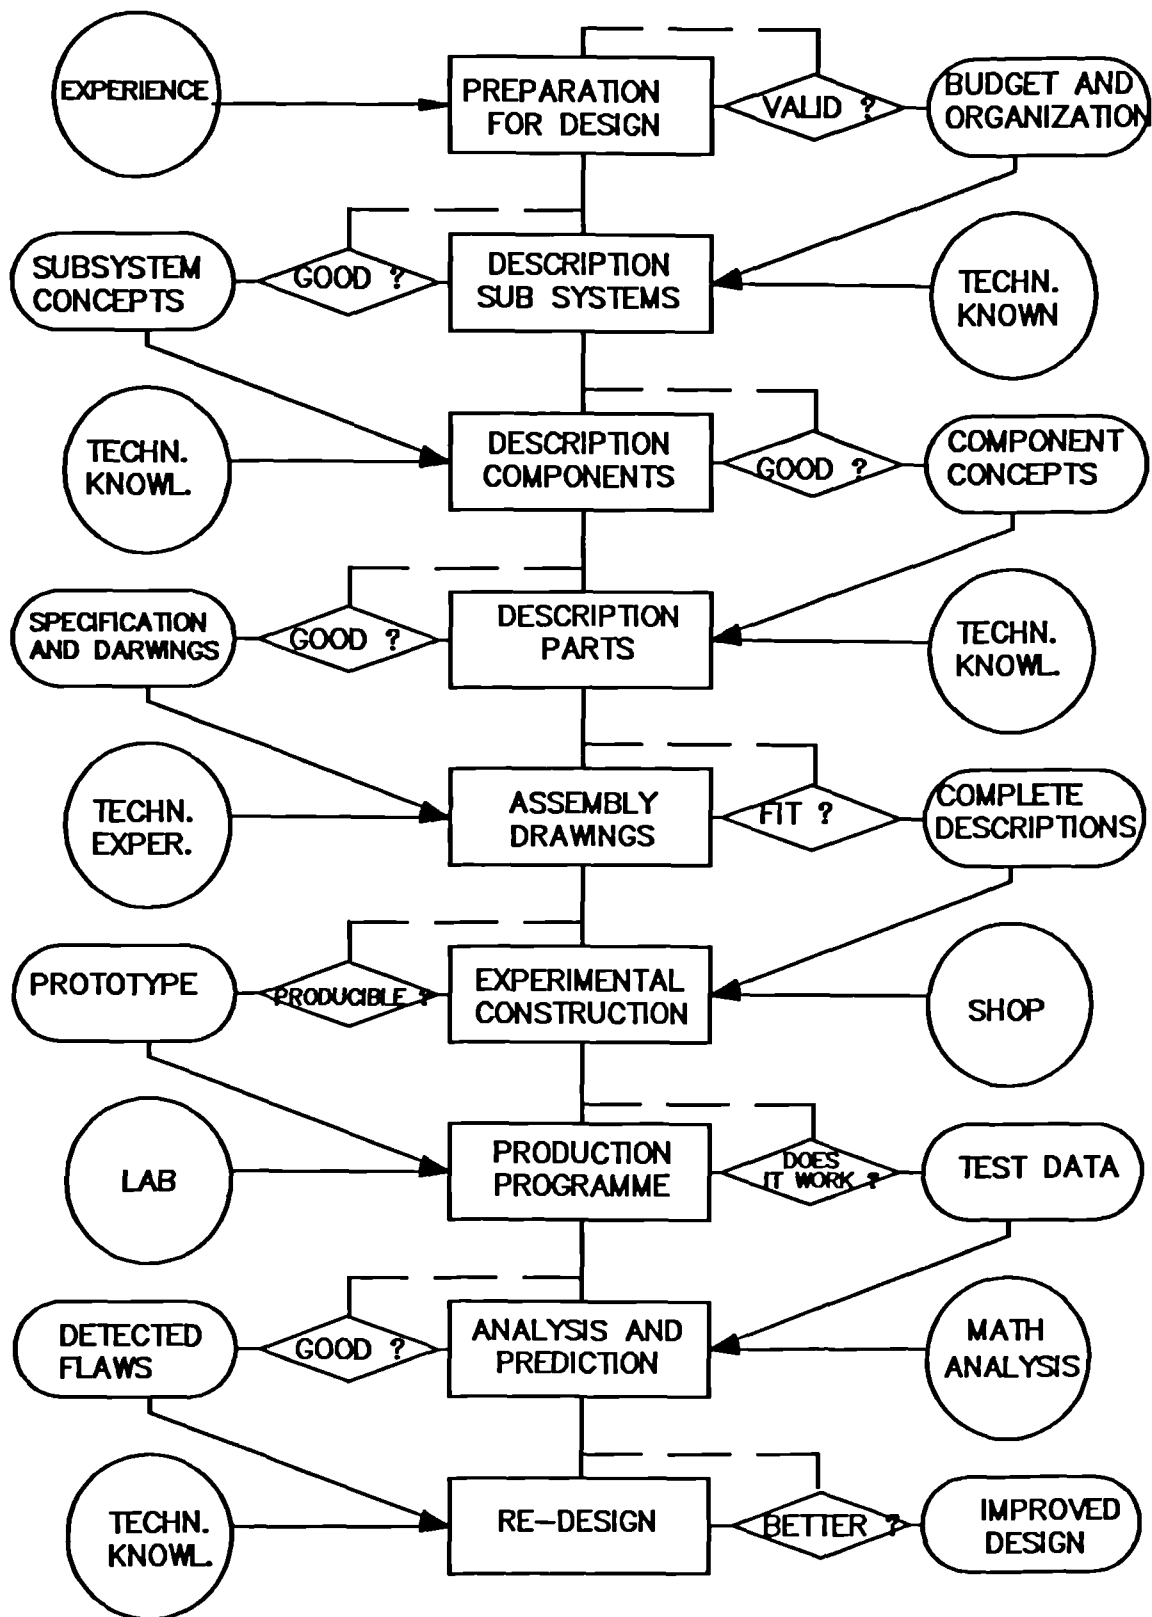 EXPERIENCE
PREPARATION
FOR DESIGN
VALID ?
BUDGET AND
ORGANIZATION
SUBSYSTEM
CONCEPTS
GOOD ?
DESCRIPTION
SUB SYSTEMS
TECHN.
KNOWN
TECHN.
KNOWL.
DESCRIPTION
COMPONENTS
GOOD ?
COMPONENT
CONCEPTS
SPECIFICATION
AND DARWINGS
GOOD ?
DESCRIPTION
PARTS
TECHN.
KNOWL.
TECHN.
EXPER.
ASSEMBLY
DRAWINGS
FIT ?
COMPLETE
DESCRIPTIONS
PROTOTYPE
PRODUCIBLE ?
EXPERIMENTAL
CONSTRUCTION
SHOP
LAB
PRODUCTION
PROGRAMME
DOES
IT WORK ?
TEST DATA
DETECTED
FLAWS
GOOD ?
ANALYSIS AND
PREDICTION
MATH
ANALYSIS
TECHN.
KNOWL.
RE-DESIGN
BETTER ?
IMPROVED
DESIGN